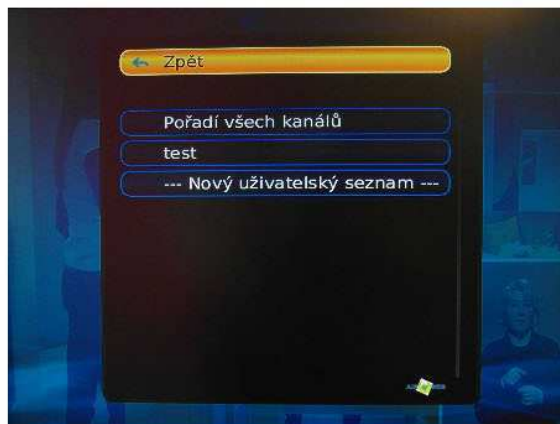 Zpět
Pořadí všech kanálů
test
--- Nový uživatelský seznam ---